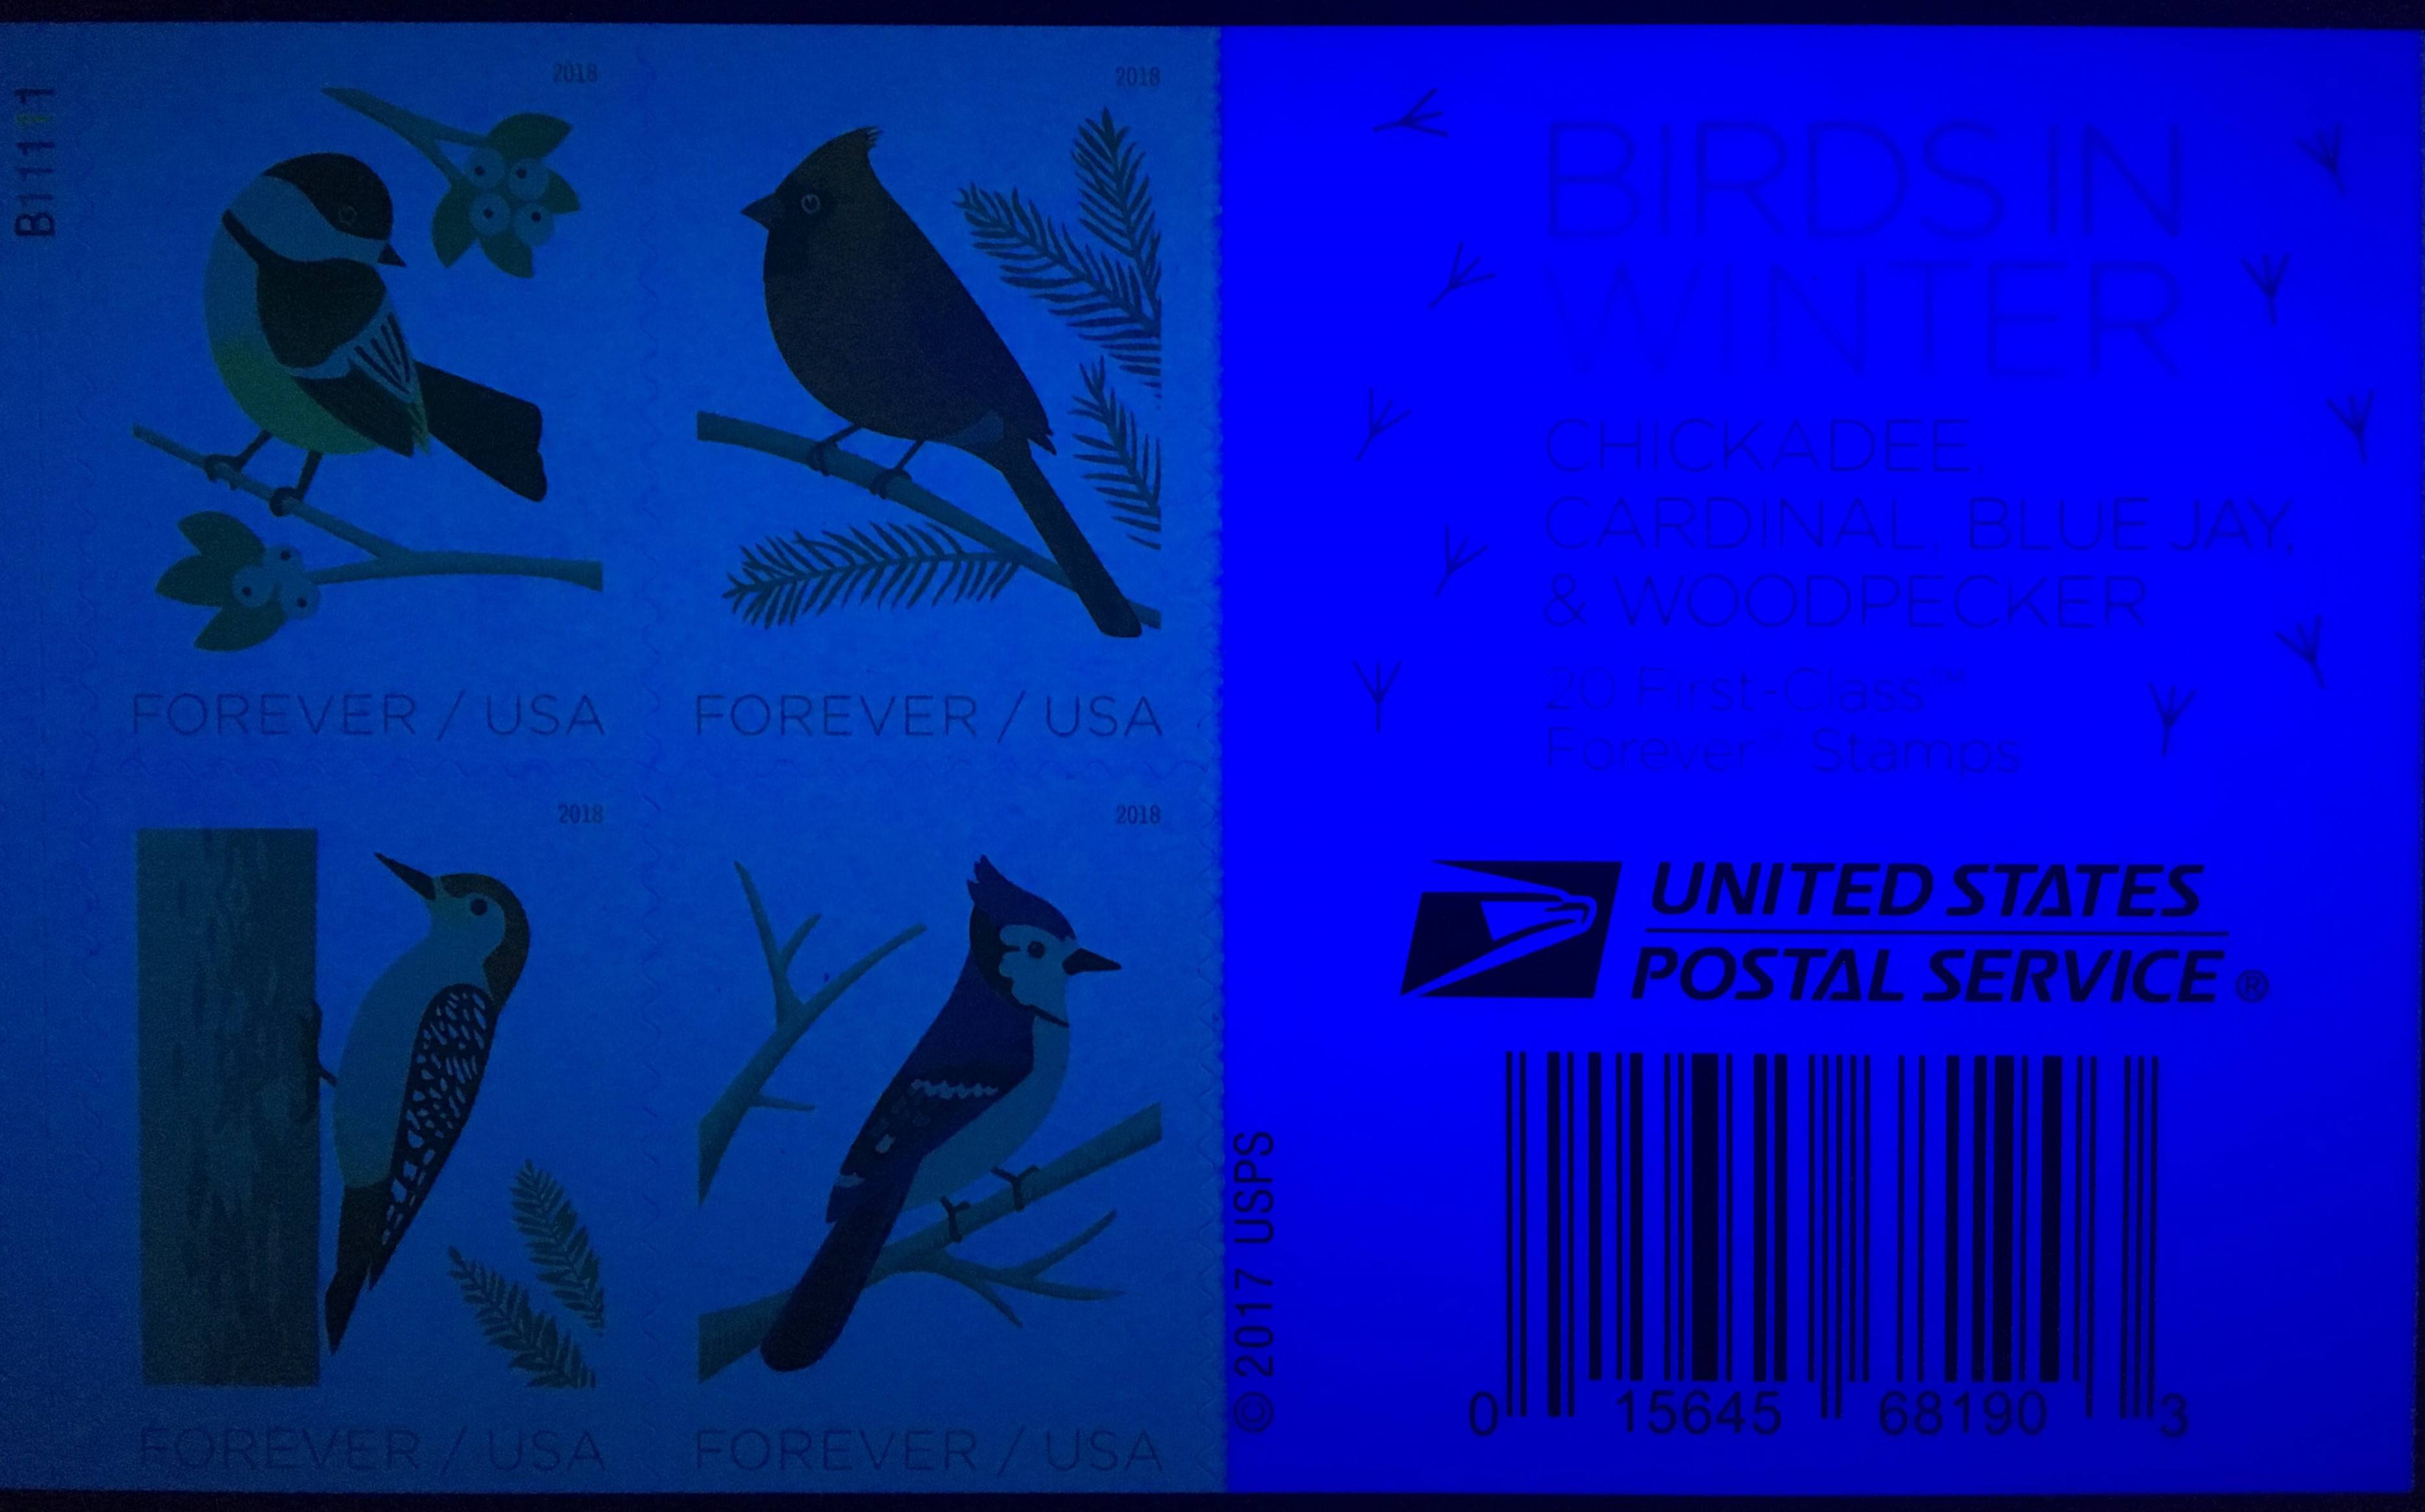 B11111
2018
2018
FOREVER / USA
FOREVER / USA
2018
2018
FOREVER / USA
FOREVER / USA
BIRDS IN
WINTER
CHICKADEE,
CARDINAL, BLUE JAY,
& WOODPECKER
20 First-Class™
Forever® Stamps
UNITED STATES
POSTAL SERVICE®
© 2017 USPS
0 15645 68190 3